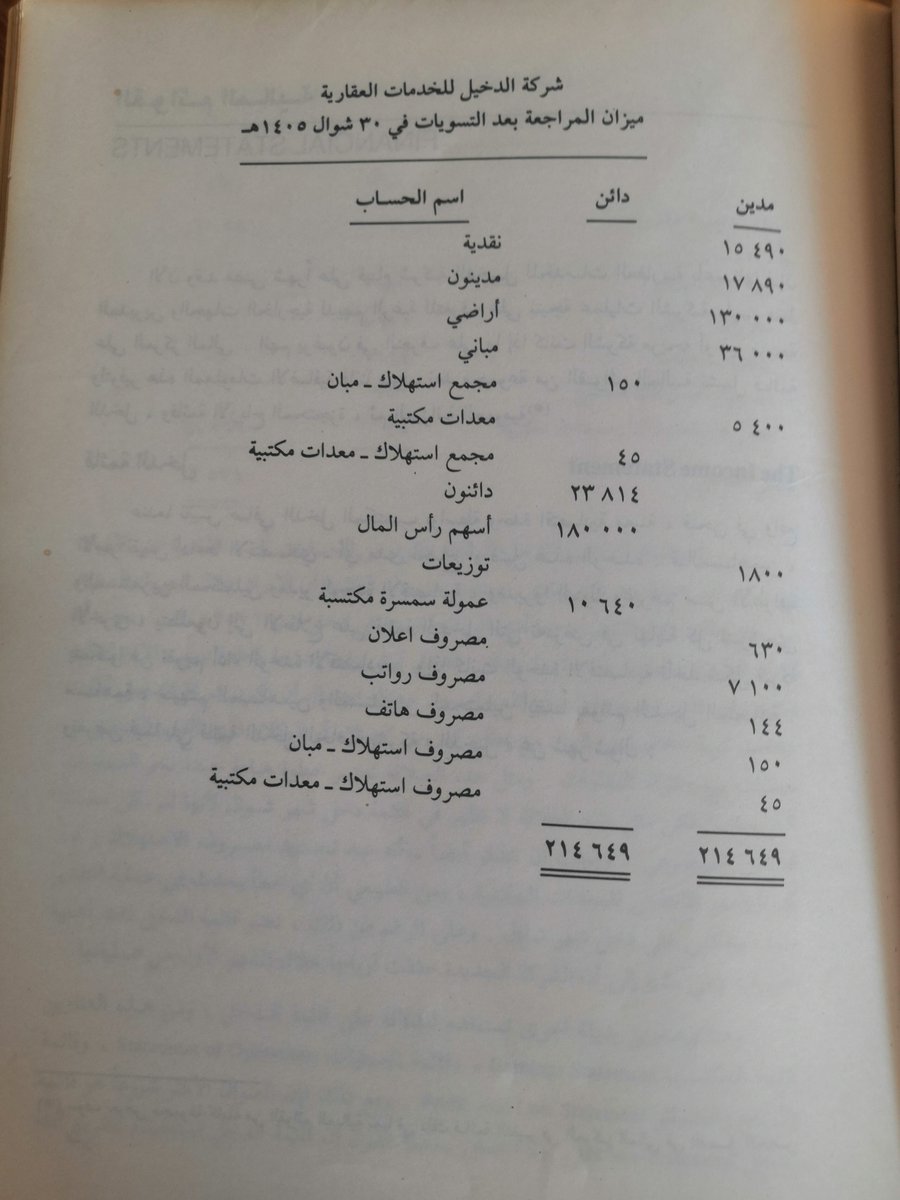 شركة الدخيل للخدمات العقارية
ميزان المراجعة بعد التسويات في ٣٠ شوال ١٤٠٥هـ
مدين دائن اسم الحساب
١٥ ٤٩٠ نقدية
١٧ ٨٩٠ مدينون
١٣٠ ٠٠٠ أراضي
٣٦ ٠٠٠ مباني
١٥٠ مجمع استهلاك ـ مبان
٥ ٤٠٠ معدات مكتبية
٤٥ مجمع استهلاك ـ معدات مكتبية
٢٣ ٨١٤ دائنون
١٨٠ ٠٠٠ أسهم رأس المال
١٨٠٠ توزيعات
١٠ ٦٤٠ عمولة سمسرة مكتسبة
٦٣٠ مصروف اعلان
٧ ١٠٠ مصروف رواتب
١٤٤ مصروف هاتف
١٥٠ مصروف استهلاك ـ مبان
٤٥ مصروف استهلاك ـ معدات مكتبية
٢١٤ ٦٤٩ ٢١٤ ٦٤٩